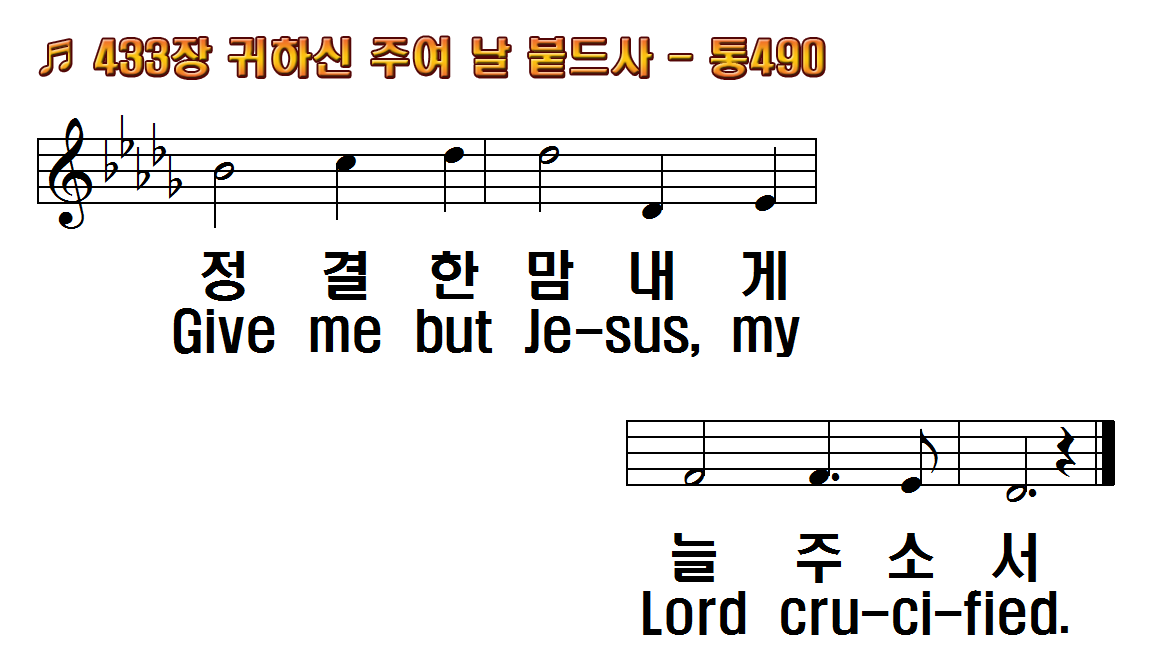 ♬ 433장 귀하신 주여 날 붙드사 - 통490
정 결 한 맘 내 게
Give me but Je-sus, my
늘 주 소 서
Lord cru-ci-fied.